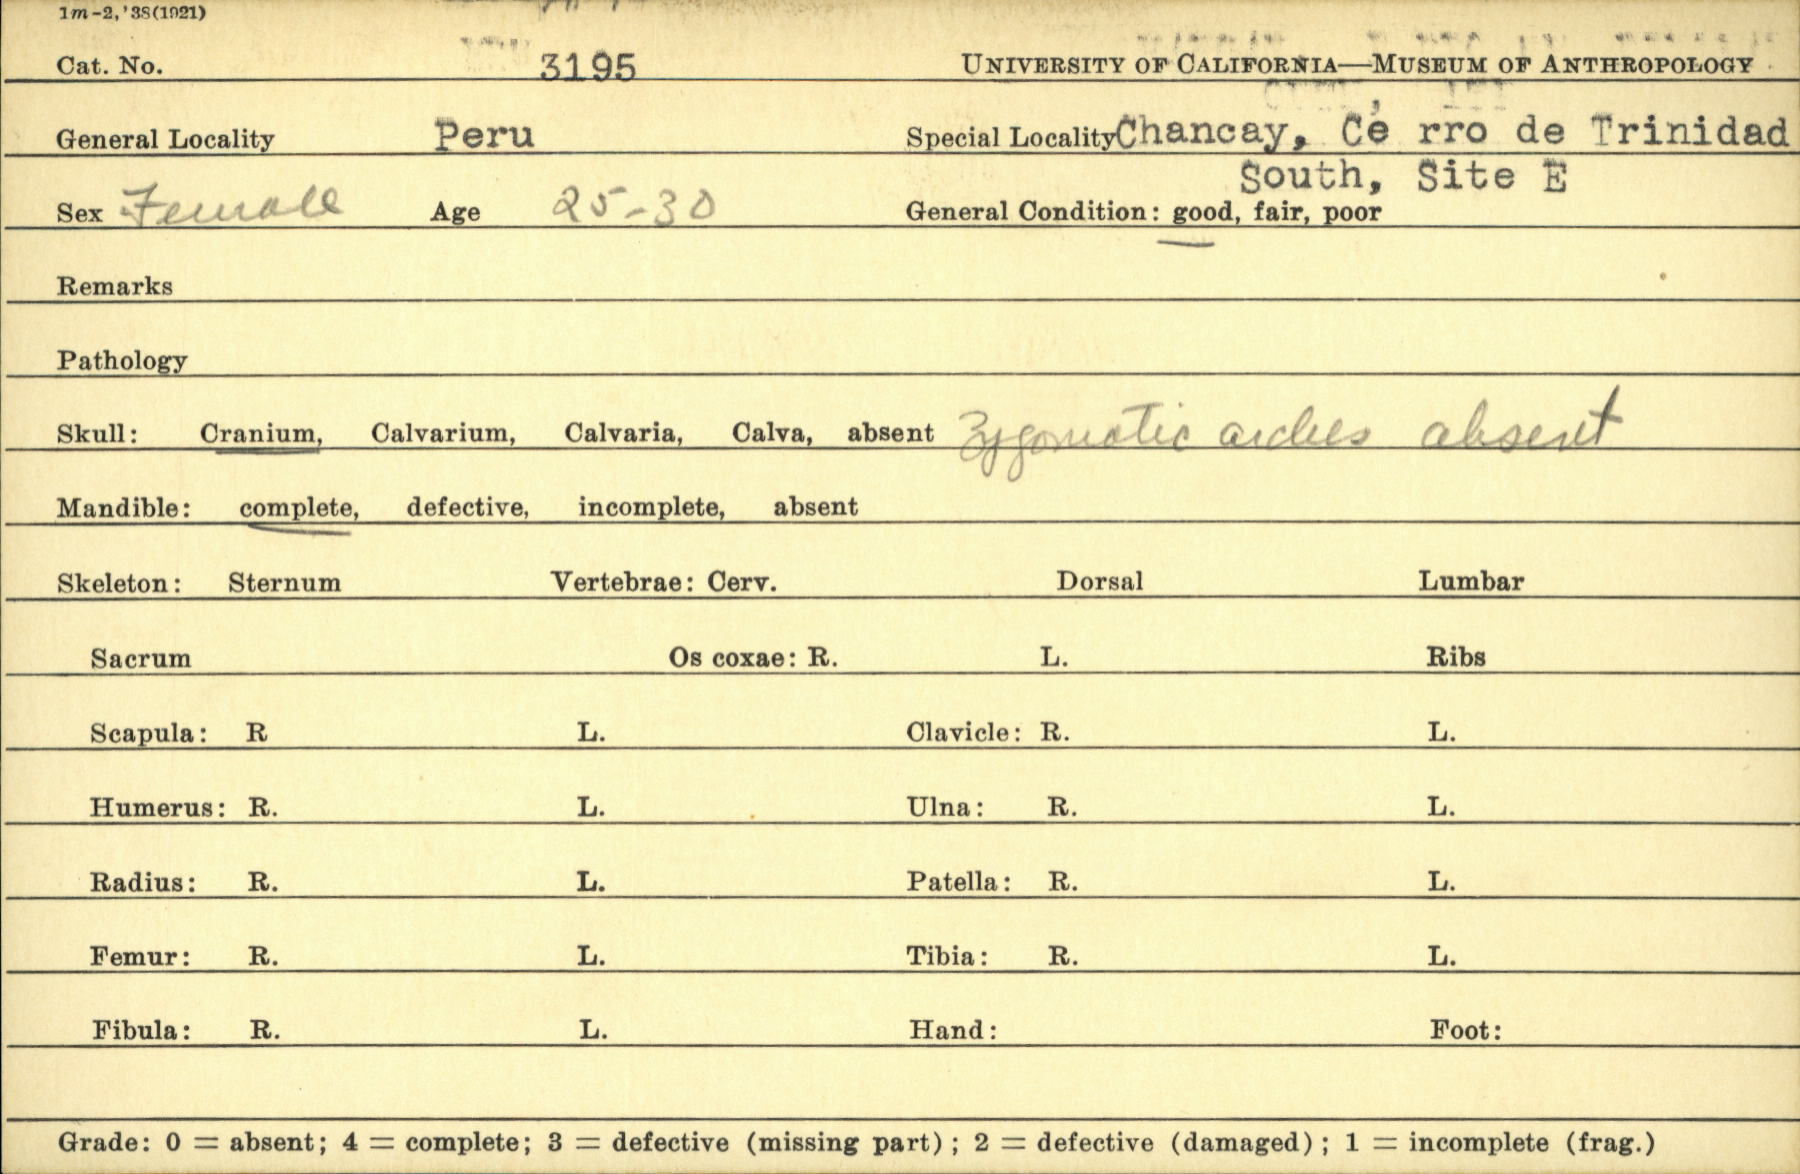 1m-2,'38(1921)
Cat. No. 3195 UNIVERSITY OF CALIFORNIA—MUSEUM OF ANTHROPOLOGY
General Locality Peru Special Locality Chancay, Ce rro de Trinidad
South, Site E
Sex Female Age 25-30 General Condition: good, fair, poor
Remarks
Pathology
Skull: Cranium, Calvarium, Calvaria, Calva, absent Zygomatic arches absent
Mandible: complete, defective, incomplete, absent
Skeleton: Sternum Vertebrae: Cerv. Dorsal Lumbar
Sacrum Os coxae: R. L. Ribs
Scapula: R L. Clavicle: R. L.
Humerus: R. L. Ulna: R. L.
Radius: R. L. Patella: R. L.
Femur: R. L. Tibia: R. L.
Fibula: R. L. Hand: Foot:
Grade: 0 = absent; 4 = complete; 3 = defective (missing part); 2 = defective (damaged); 1 = incomplete (frag.)